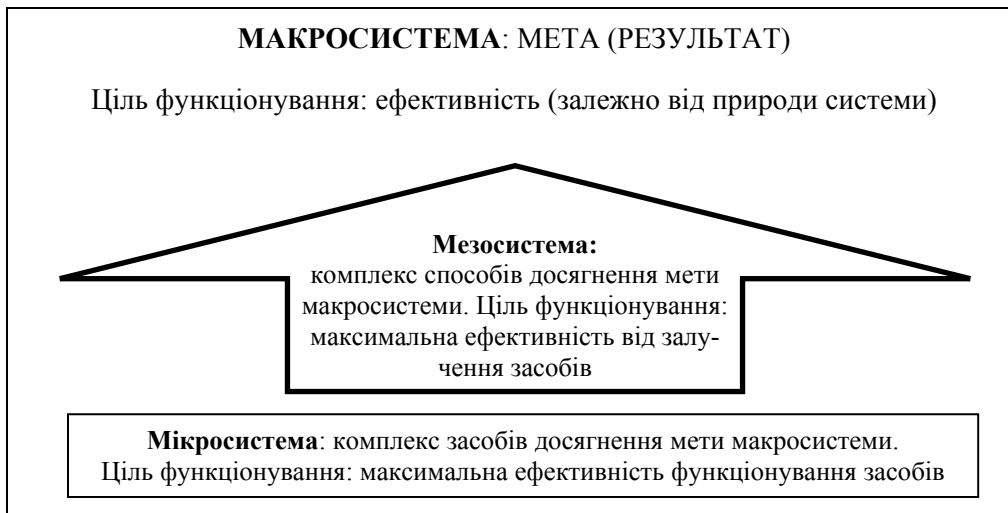 МАКРОСИСТЕМА: МЕТА (РЕЗУЛЬТАТ)
Ціль функціонування: ефективність (залежно від природи системи)
Мезосистема:
комплекс способів досягнення мети
макросистеми. Ціль функціонування:
максимальна ефективність від залу-
чення засобів
Мікросистема: комплекс засобів досягнення мети макросистеми.
Ціль функціонування: максимальна ефективність функціонування засобів